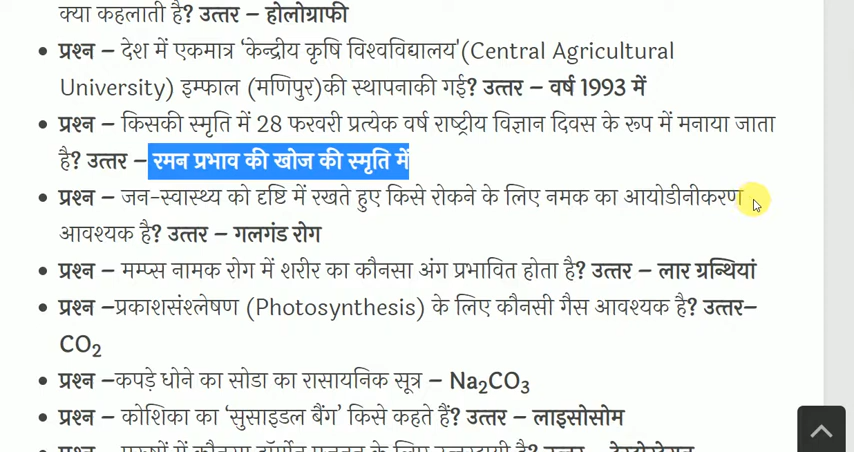 क्या कहलाती है? उत्तर – होलोग्राफी
प्रश्न – देश में एकमात्र ‘केन्द्रीय कृषि विश्वविद्यालय'(Central Agricultural
University) इम्फाल (मणिपुर)की स्थापनाकी गई? उत्तर – वर्ष 1993 में
प्रश्न – किसकी स्मृति में 28 फरवरी प्रत्येक वर्ष राष्ट्रीय विज्ञान दिवस के रूप में मनाया जाता
है? उत्तर – रमन प्रभाव की खोज की स्मृति में
प्रश्न – जन-स्वास्थ्य को दृष्टि में रखते हुए किसे रोकने के लिए नमक का आयोडीनीकरण
आवश्यक है? उत्तर – गलगंड रोग
प्रश्न – मम्प्स नामक रोग में शरीर का कौनसा अंग प्रभावित होता है? उत्तर – लार ग्रन्थियां
प्रश्न –प्रकाशसंश्लेषण (Photosynthesis) के लिए कौनसी गैस आवश्यक है? उत्तर–
CO₂
प्रश्न –कपड़े धोने का सोडा का रासायनिक सूत्र – Na₂CO₃
प्रश्न – कोशिका का ‘सुसाइडल बैंग’ किसे कहते हैं? उत्तर – लाइसोसोम